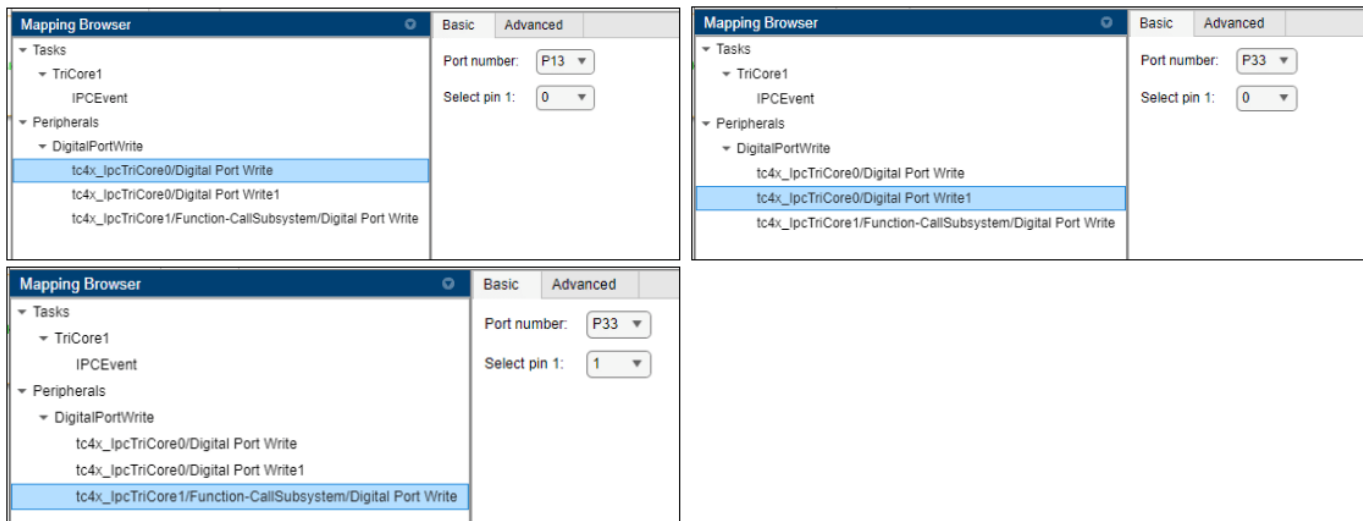 Mapping Browser
Basic Advanced
Tasks
TriCore1
IPCEvent
Peripherals
DigitalPortWrite
tc4x_IpcTriCore0/Digital Port Write
tc4x_IpcTriCore0/Digital Port Write1
tc4x_IpcTriCore1/Function-CallSubsystem/Digital Port Write
Port number: P13
Select pin 1: 0
Mapping Browser
Basic Advanced
Tasks
TriCore1
IPCEvent
Peripherals
DigitalPortWrite
tc4x_IpcTriCore0/Digital Port Write
tc4x_IpcTriCore0/Digital Port Write1
tc4x_IpcTriCore1/Function-CallSubsystem/Digital Port Write
Port number: P33
Select pin 1: 0
Mapping Browser
Basic Advanced
Tasks
TriCore1
IPCEvent
Peripherals
DigitalPortWrite
tc4x_IpcTriCore0/Digital Port Write
tc4x_IpcTriCore0/Digital Port Write1
tc4x_IpcTriCore1/Function-CallSubsystem/Digital Port Write
Port number: P33
Select pin 1: 1